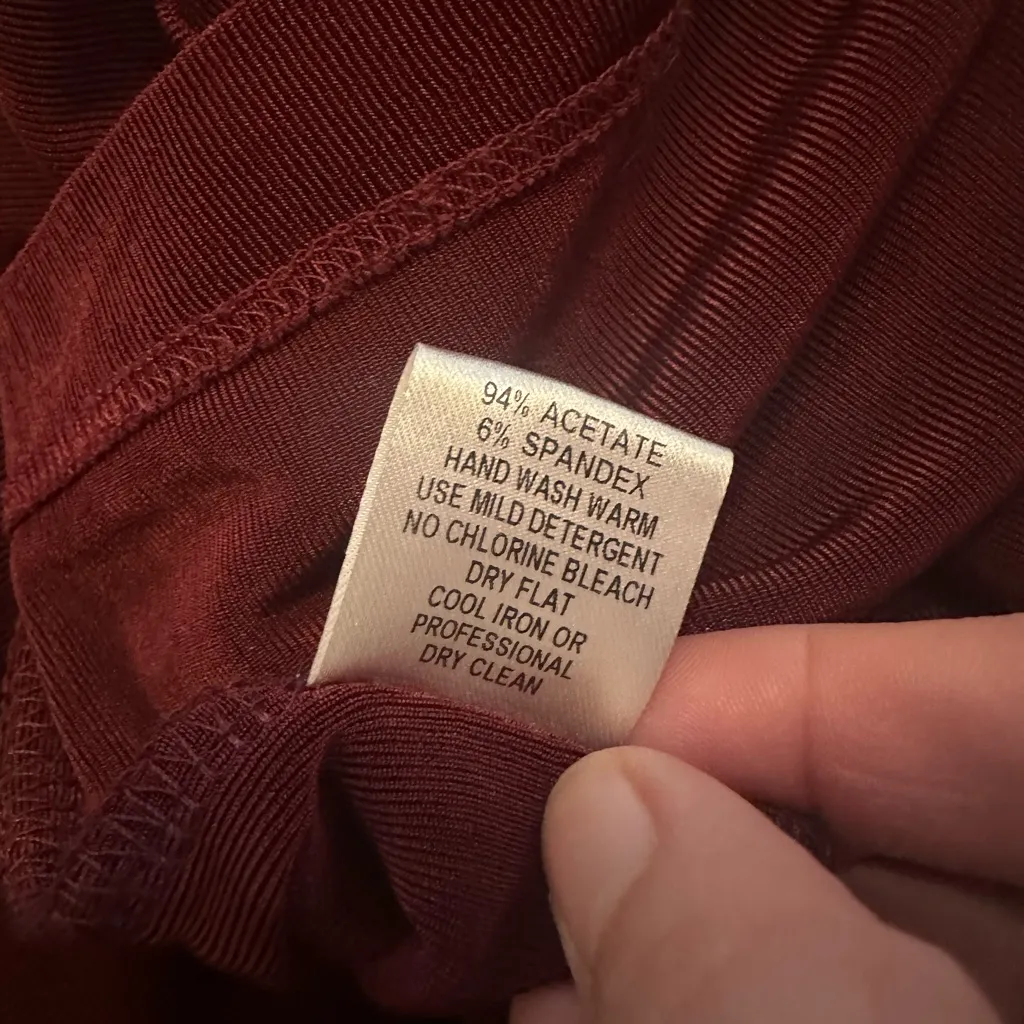 94% ACETATE
6% SPANDEX
HAND WASH WARM
USE MILD DETERGENT
NO CHLORINE BLEACH
DRY FLAT
COOL IRON OR
PROFESSIONAL
DRY CLEAN